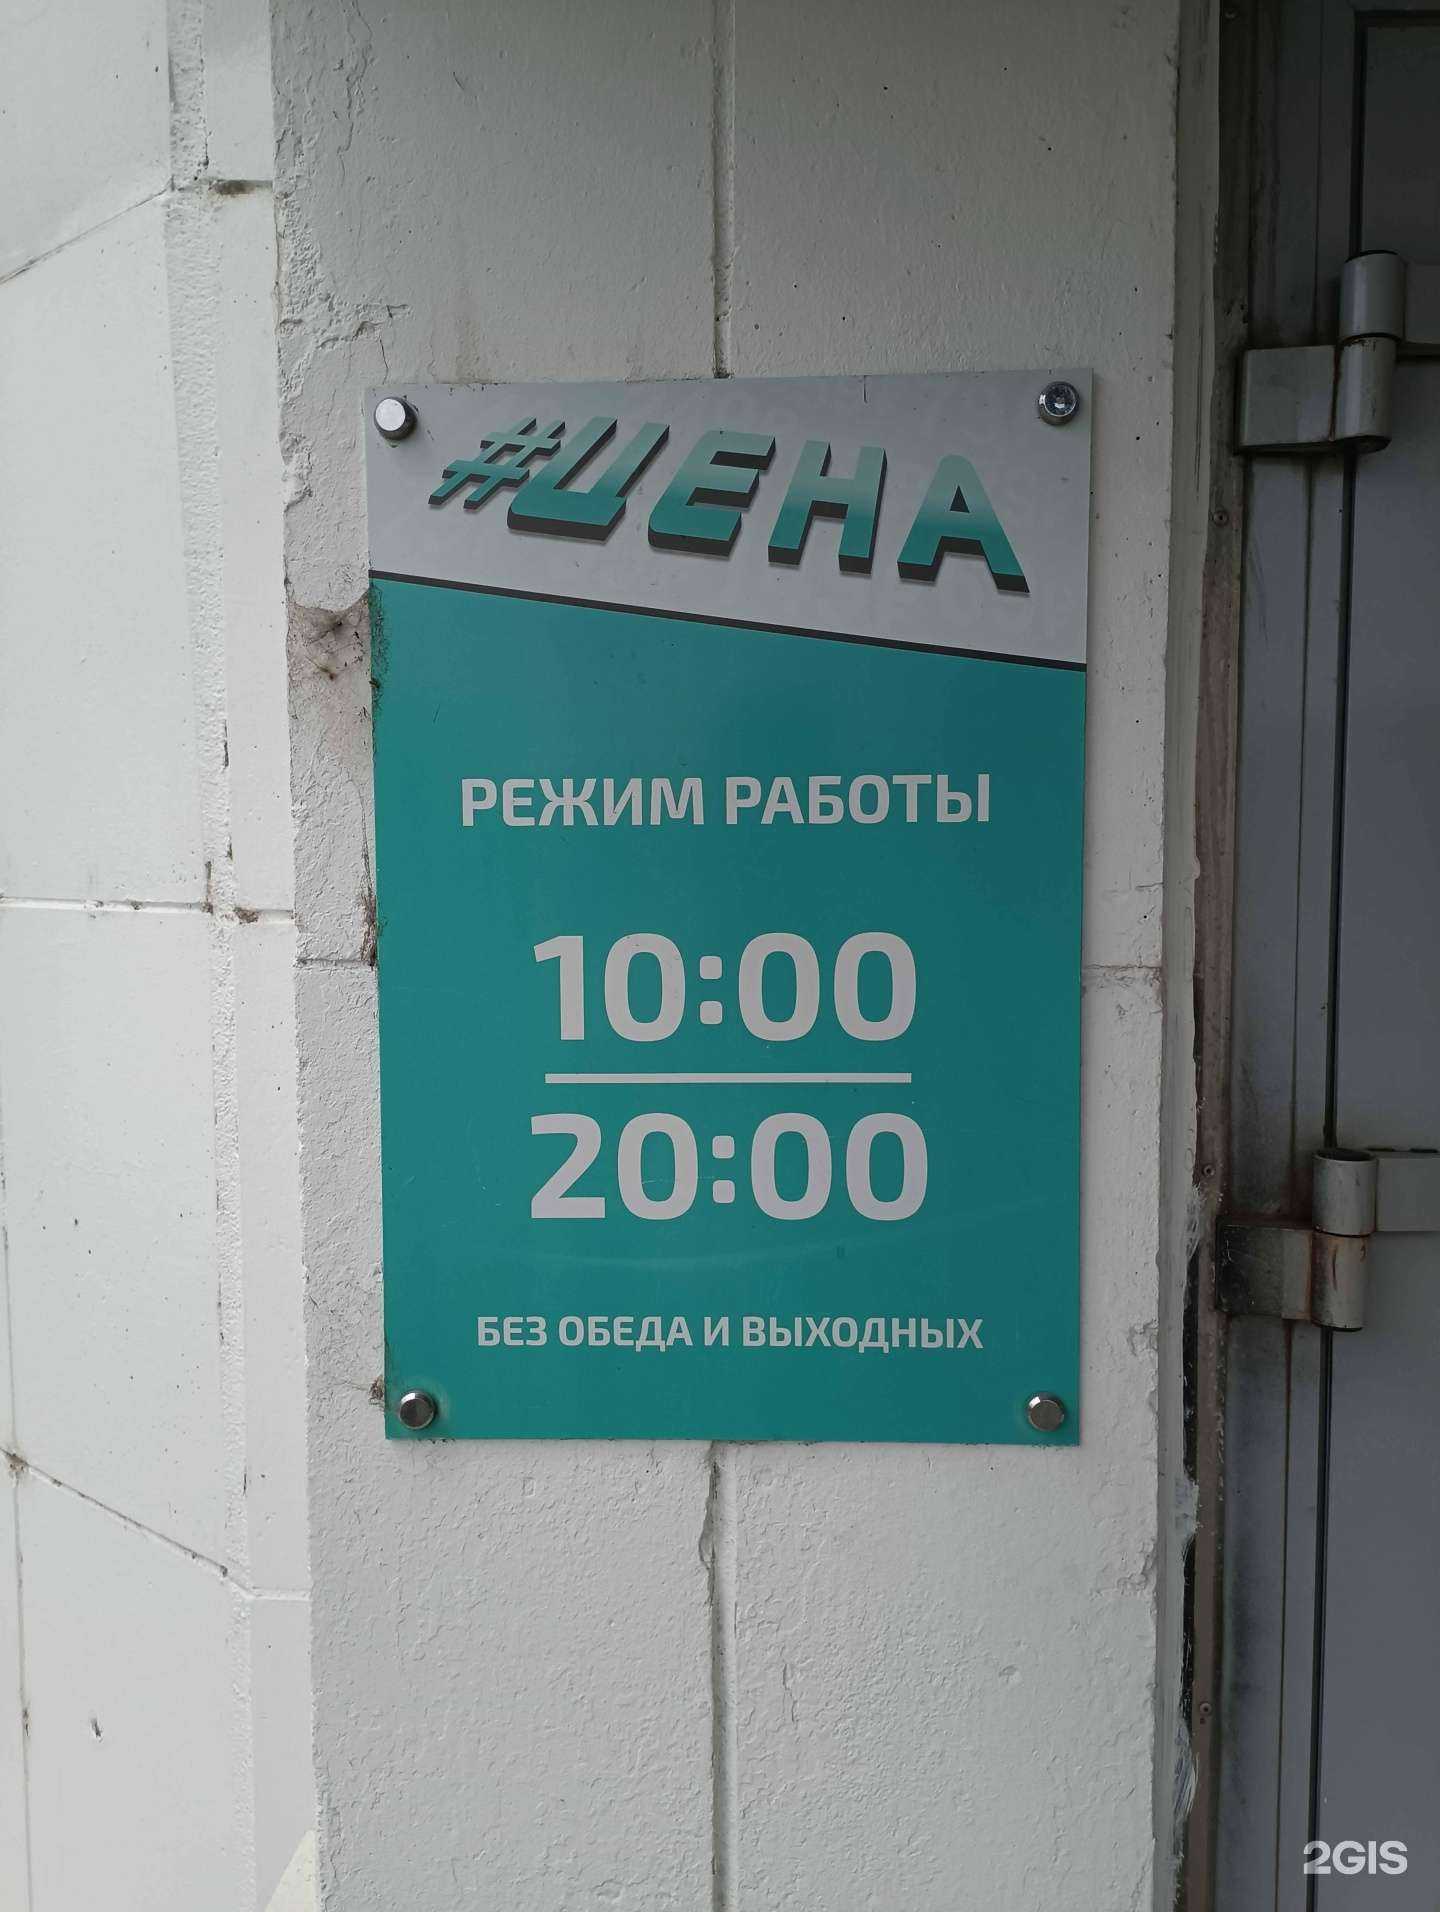 #ЦЕНА
РЕЖИМ РАБОТЫ
10:00
20:00
БЕЗ ОБЕДА И ВЫХОДНЫХ
2GIS